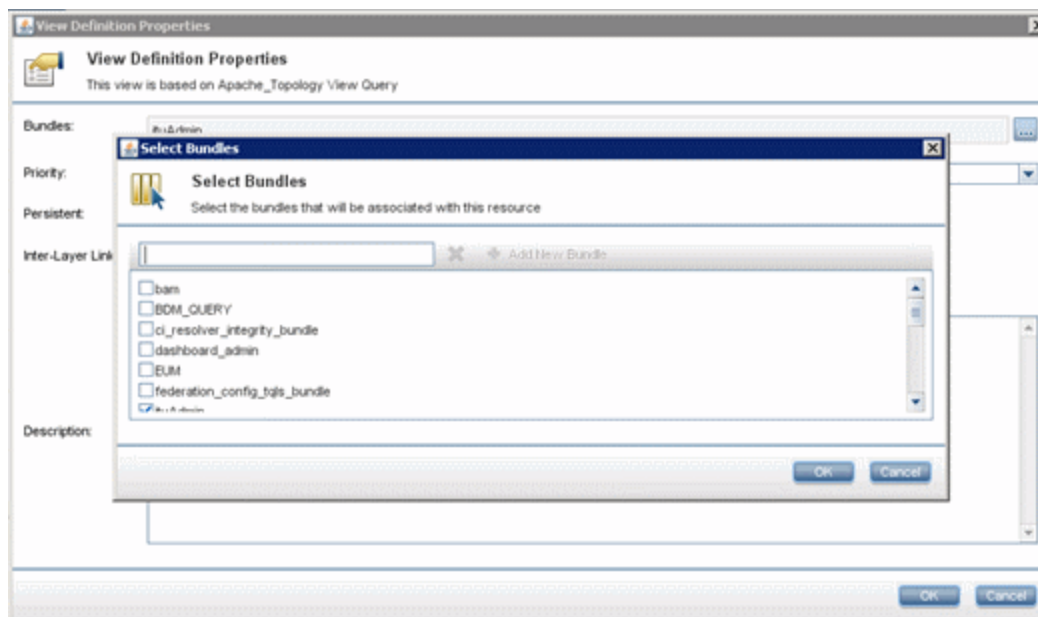 View Definition Properties
View Definition Properties
This view is based on Apache_Topology View Query
Bundles:
Select Bundles
Priority:
Select Bundles
Select the bundles that will be associated with this resource
Persistent:
Inter-Layer Link
Add New Bundle
bam
BDM_QUERY
ci_resolver_integrity_bundle
dashboard_admin
EUM
federation_config_tqls_bundle
Description:
OK Cancel
OK Cancel